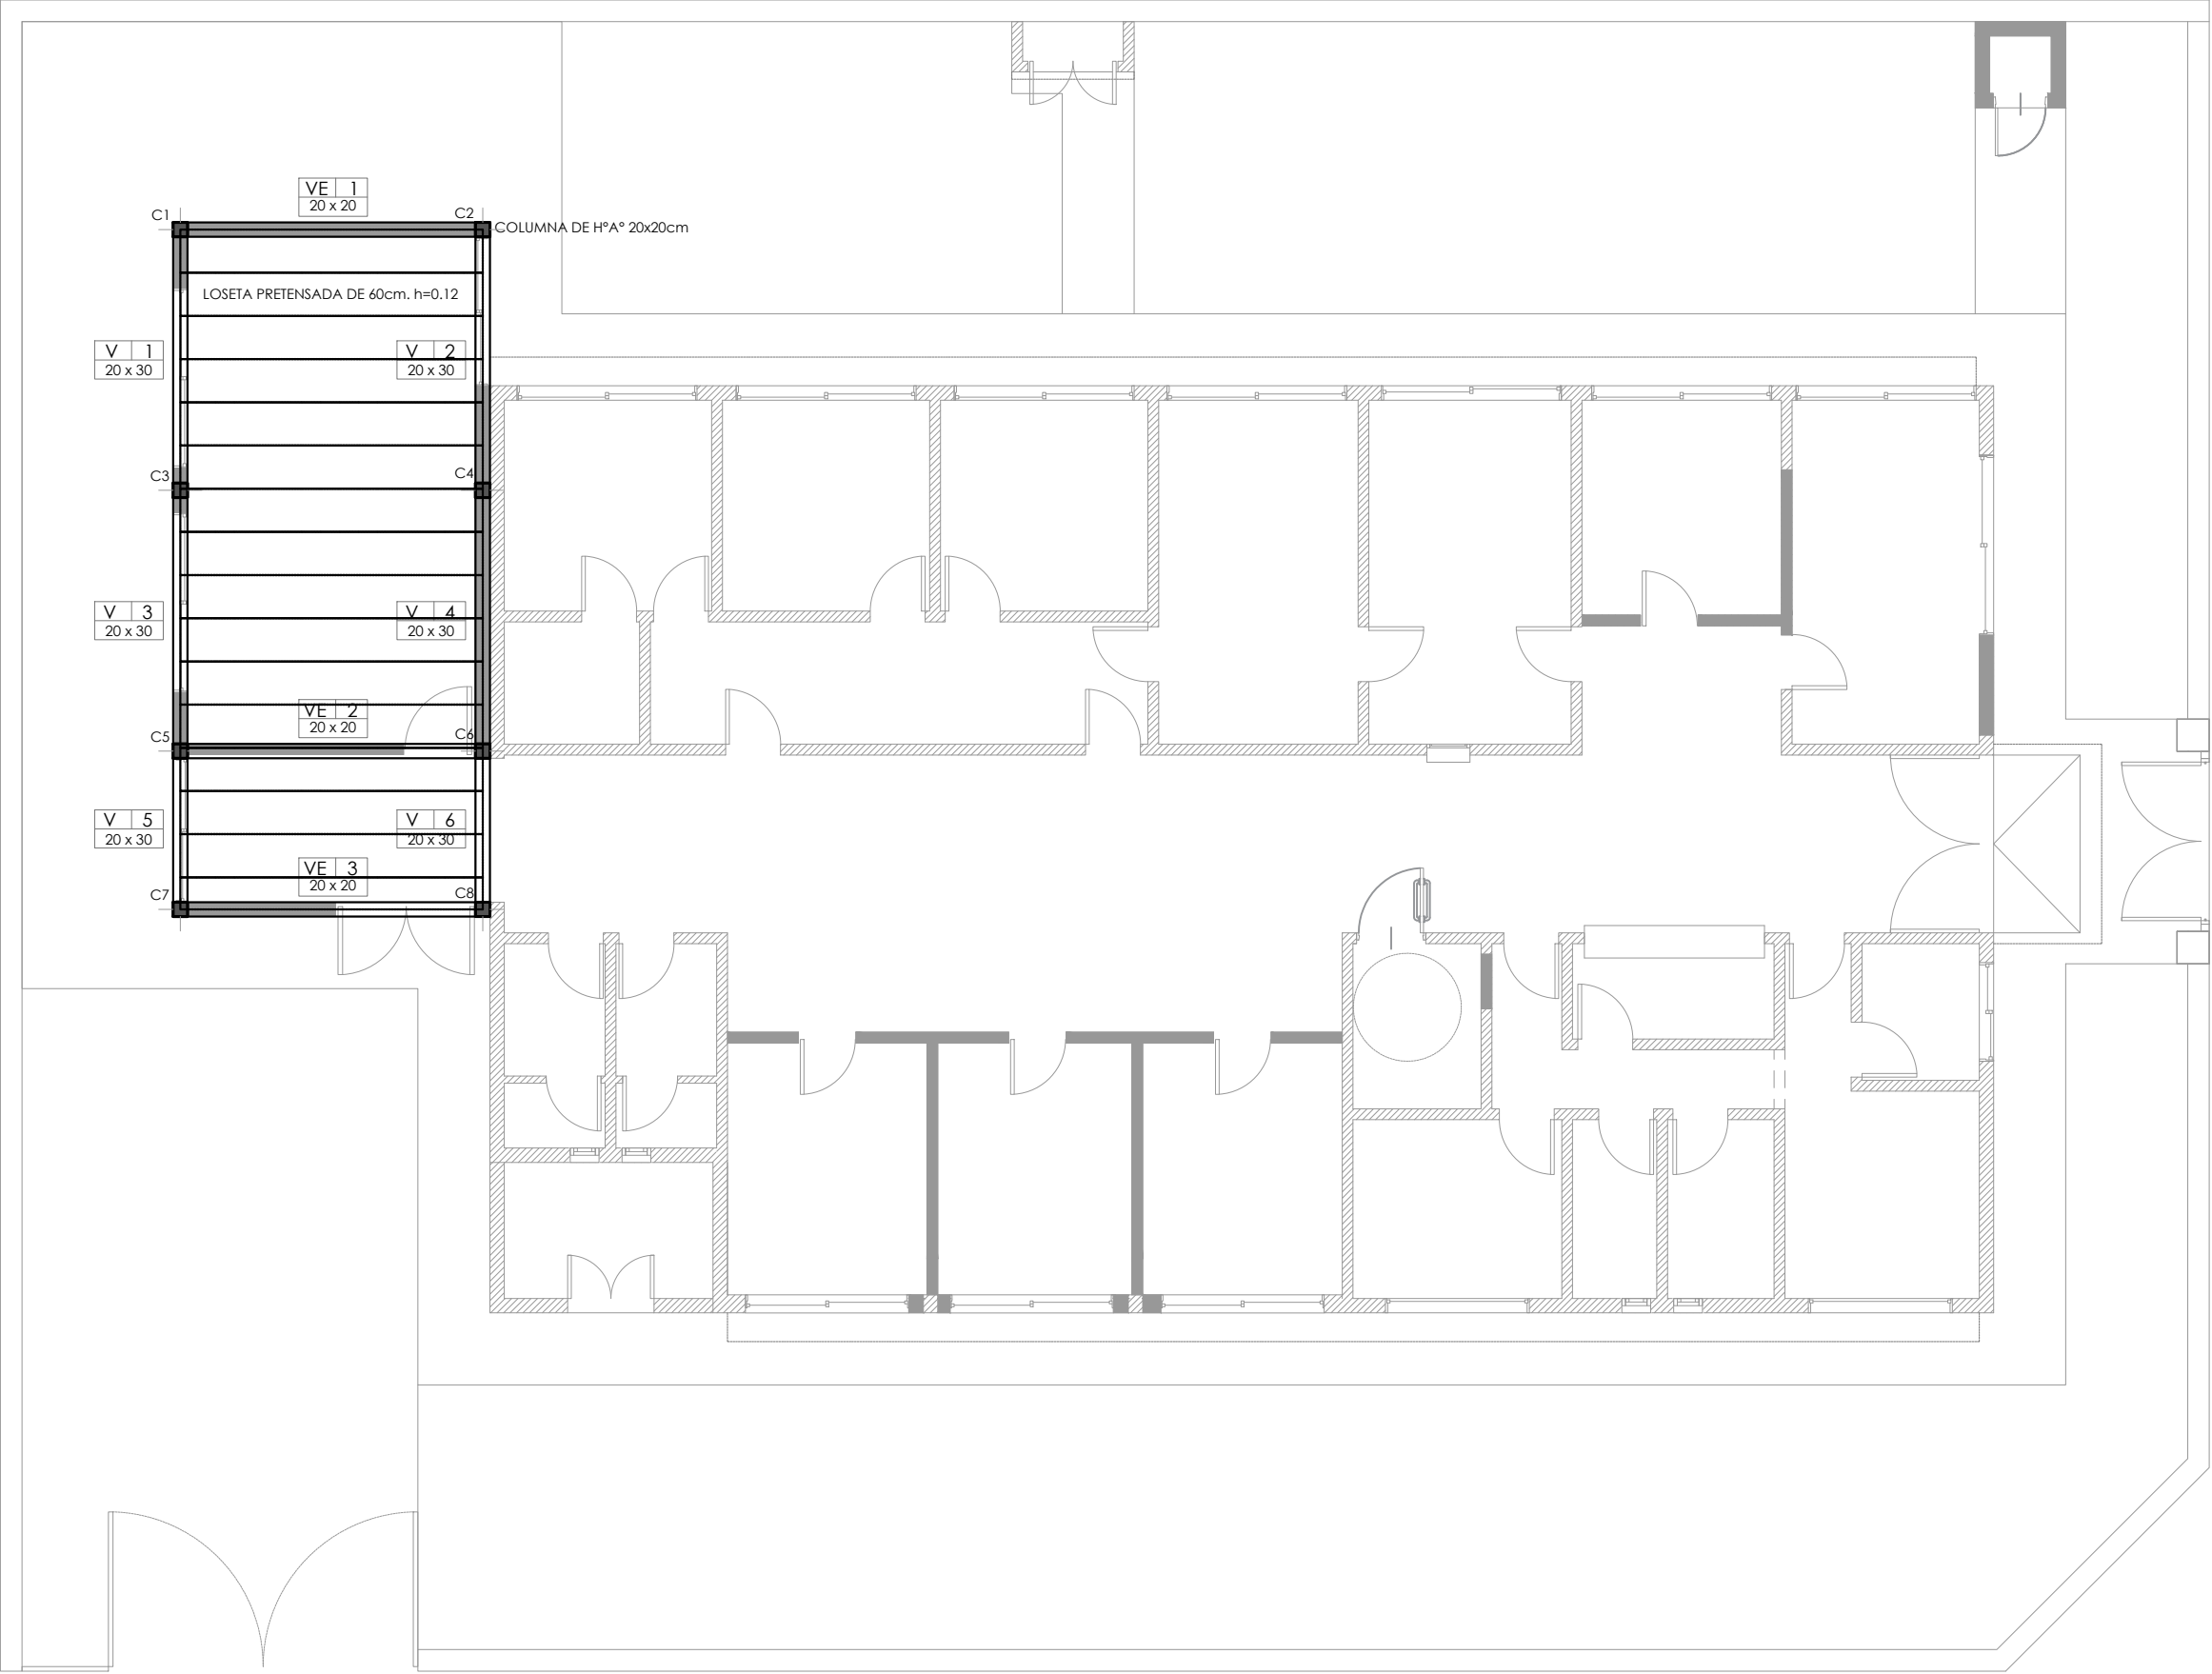 VE 1
20 x 20
C1
C2
COLUMNA DE HºAº 20x20cm
LOSETA PRETENSADA DE 60cm. h=0.12
V 1
20 x 30
V 2
20 x 30
C3
C4
V 3
20 x 30
V 4
20 x 30
VE 2
20 x 20
C5
C6
V 5
20 x 30
V 6
20 x 30
VE 3
20 x 20
C7
C8